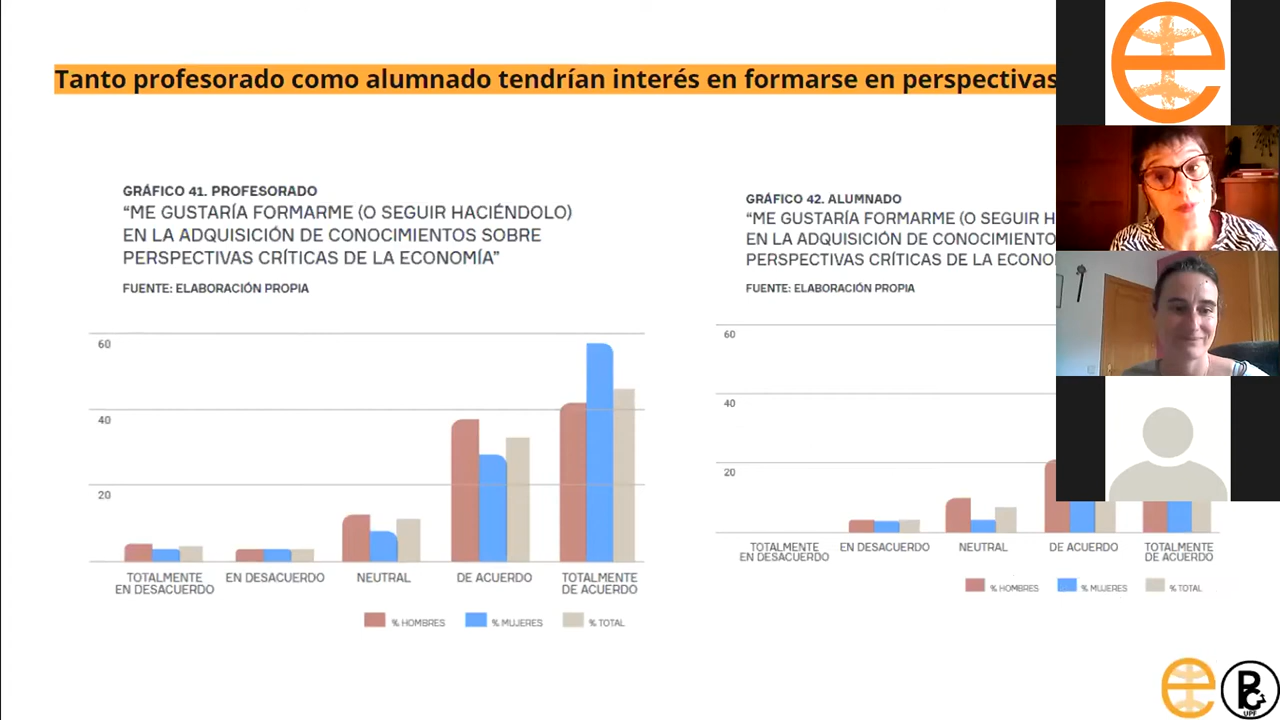 Tanto profesorado como alumnado tendrían interés en formarse en perspectivas
GRÁFICO 41. PROFESORADO
“ME GUSTARÍA FORMARME (O SEGUIR HACIÉNDOLO)
EN LA ADQUISICIÓN DE CONOCIMIENTOS SOBRE
PERSPECTIVAS CRÍTICAS DE LA ECONOMÍA”
FUENTE: ELABORACIÓN PROPIA
60
40
20
TOTALMENTE
EN DESACUERDO
EN DESACUERDO
NEUTRAL
DE ACUERDO
TOTALMENTE
DE ACUERDO
% HOMBRES
% MUJERES
% TOTAL
GRÁFICO 42. ALUMNADO
“ME GUSTARÍA FORMARME (O SEGUIR H
EN LA ADQUISICIÓN DE CONOCIMIENTO
PERSPECTIVAS CRÍTICAS DE LA ECONO
FUENTE: ELABORACIÓN PROPIA
60
40
20
TOTALMENTE
EN DESACUERDO
EN DESACUERDO
NEUTRAL
DE ACUERDO
TOTALMENTE
DE ACUERDO
% HOMBRES
% MUJERES
% TOTAL
UPF